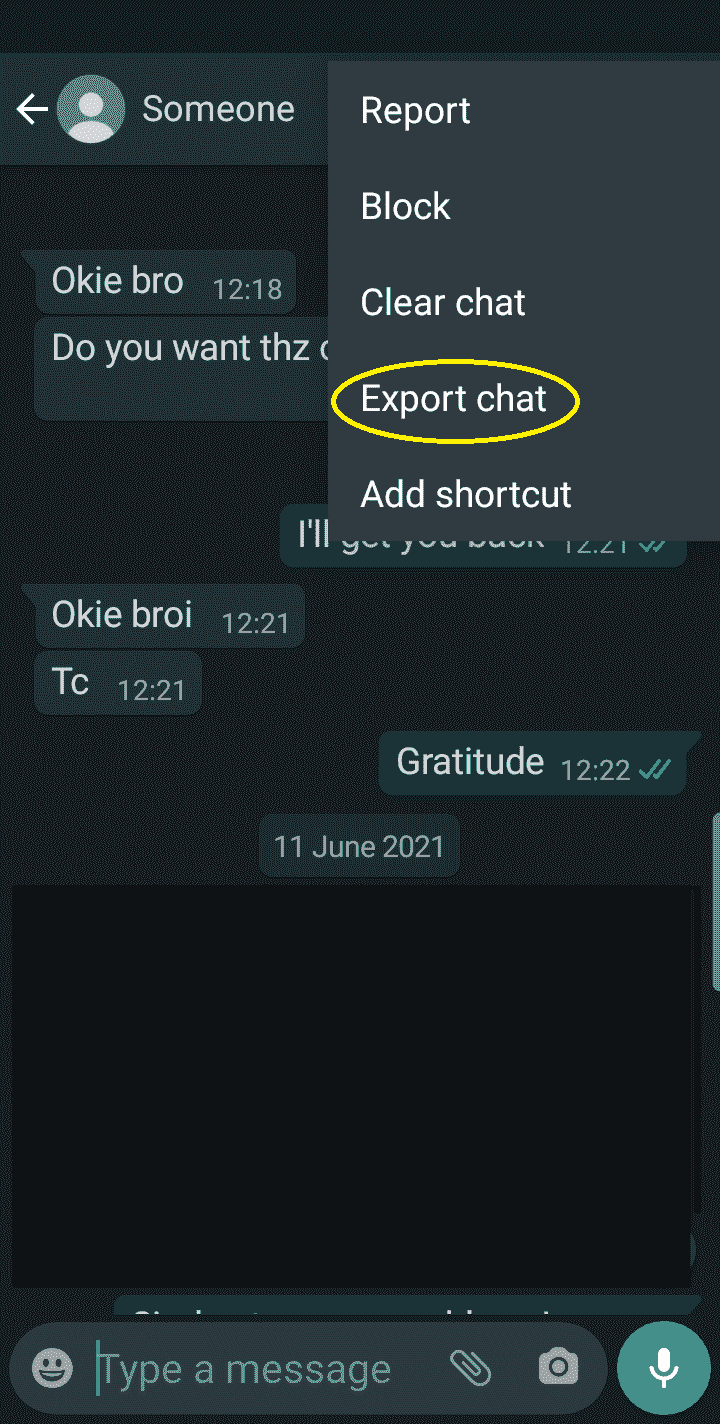 Someone
Report
Block
Clear chat
Export chat
Add shortcut
Okie bro 12:18
Do you want thz
I'll get you back 12:21
Okie broi 12:21
Tc 12:21
Gratitude 12:22
11 June 2021
Type a message